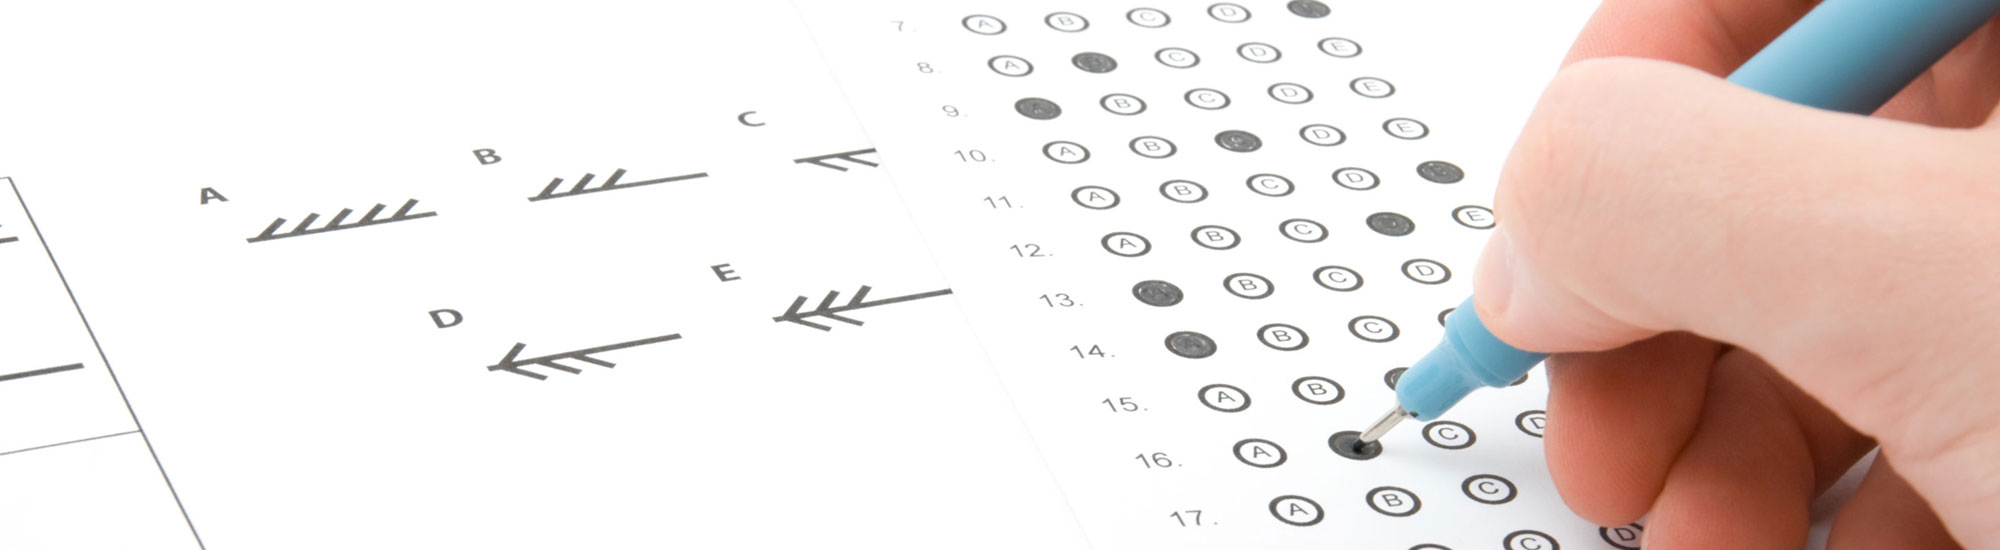 A
B
C
D
E
7. A B C D
8. A C D E
9. B C D E
10. A B D E
11. A B C D
12. A B C E
13. B C D
14. B C
15. A B
16. A C D
17. A B C
C D